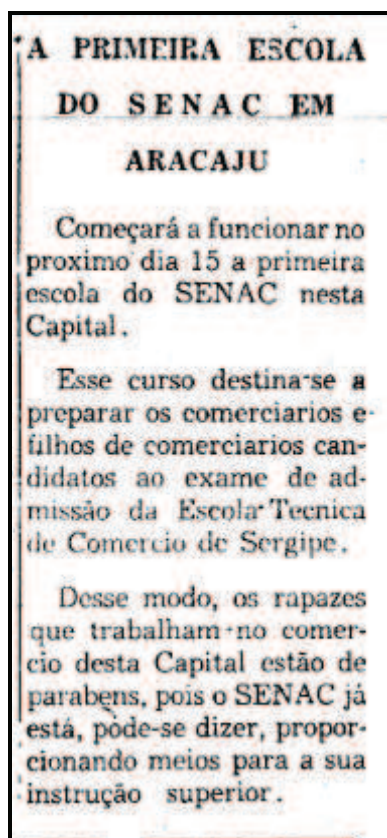 A PRIMEIRA ESCOLA
DO SENAC EM
ARACAJU
Começará a funcionar no
proximo dia 15 a primeira
escola do SENAC nesta
Capital.
Esse curso destina-se a
preparar os comerciarios e
filhos de comerciarios can-
didatos ao exame de ad-
missão da Escola Tecnica
de Comercio de Sergipe.
Desse modo, os rapazes
que trabalham no comer-
cio desta Capital estão de
parabens, pois o SENAC já
está, póde-se dizer, propor-
cionando meios para a sua
instrução superior.